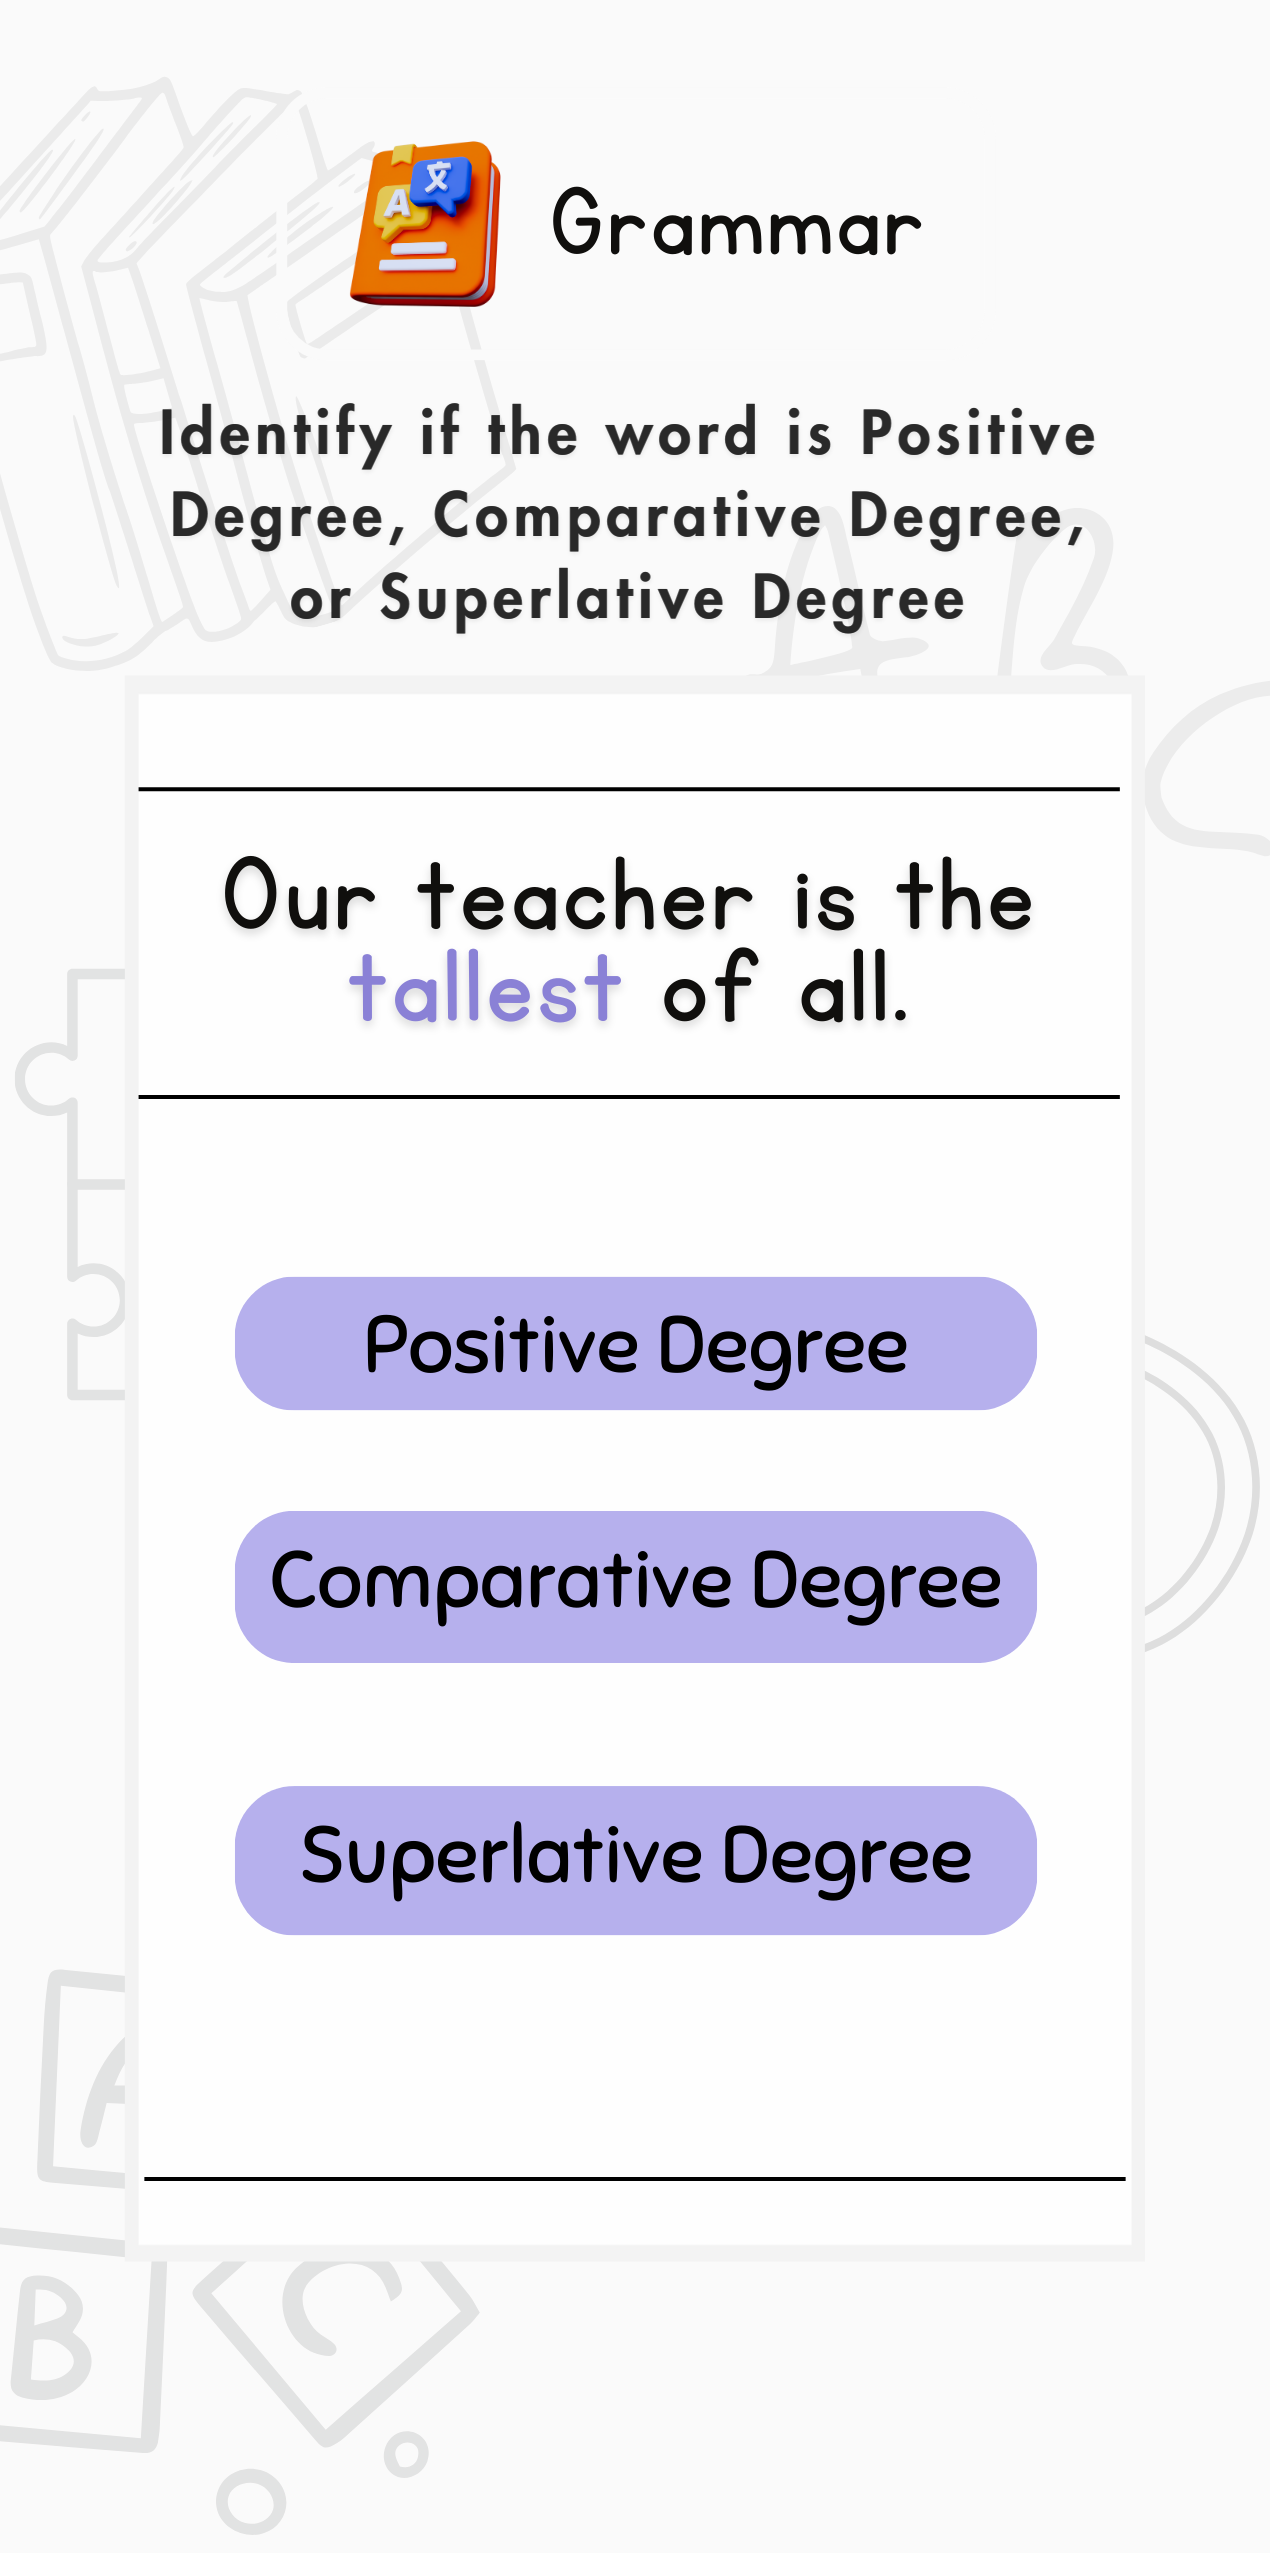 A 文
Grammar
Identify if the word is Positive
Degree, Comparative Degree,
or Superlative Degree
A B
Our teacher is the
tallest of all.
Positive Degree
Comparative Degree
Superlative Degree
A
B C